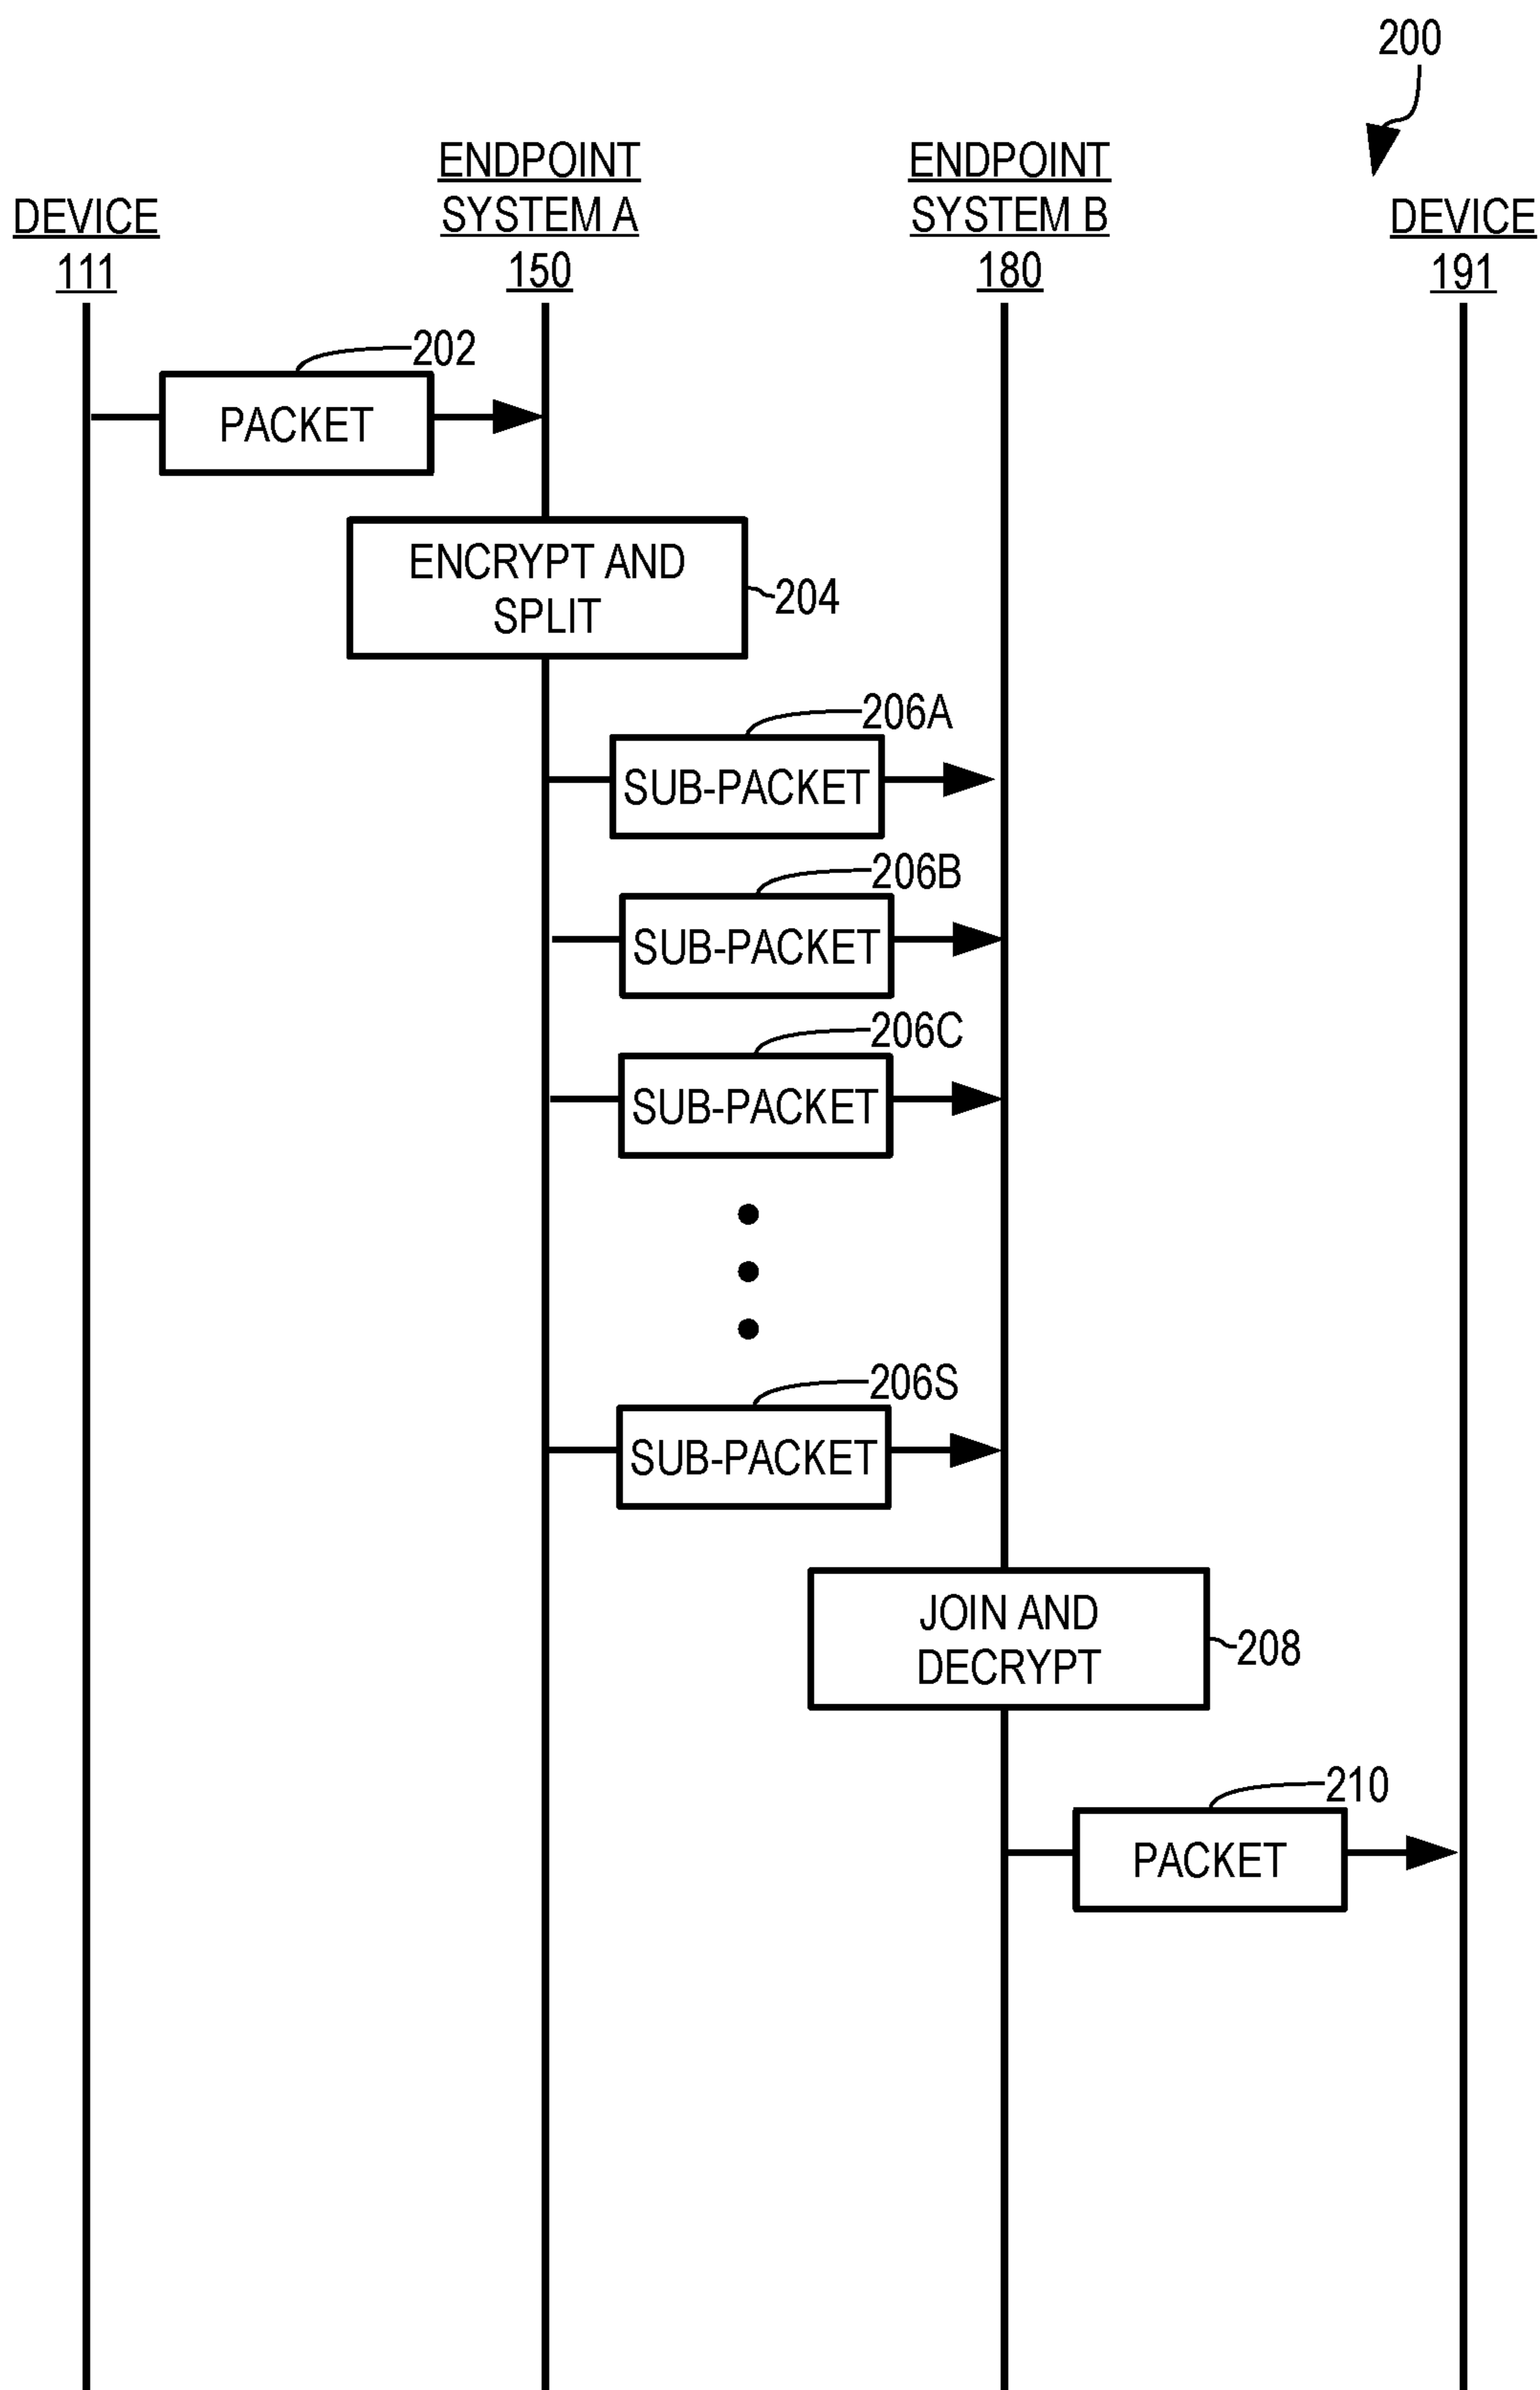 200
DEVICE
111
ENDPOINT
SYSTEM A
150
ENDPOINT
SYSTEM B
180
DEVICE
191
202
PACKET
ENCRYPT AND
SPLIT
204
206A
SUB-PACKET
206B
SUB-PACKET
206C
SUB-PACKET
206S
SUB-PACKET
JOIN AND
DECRYPT
208
210
PACKET